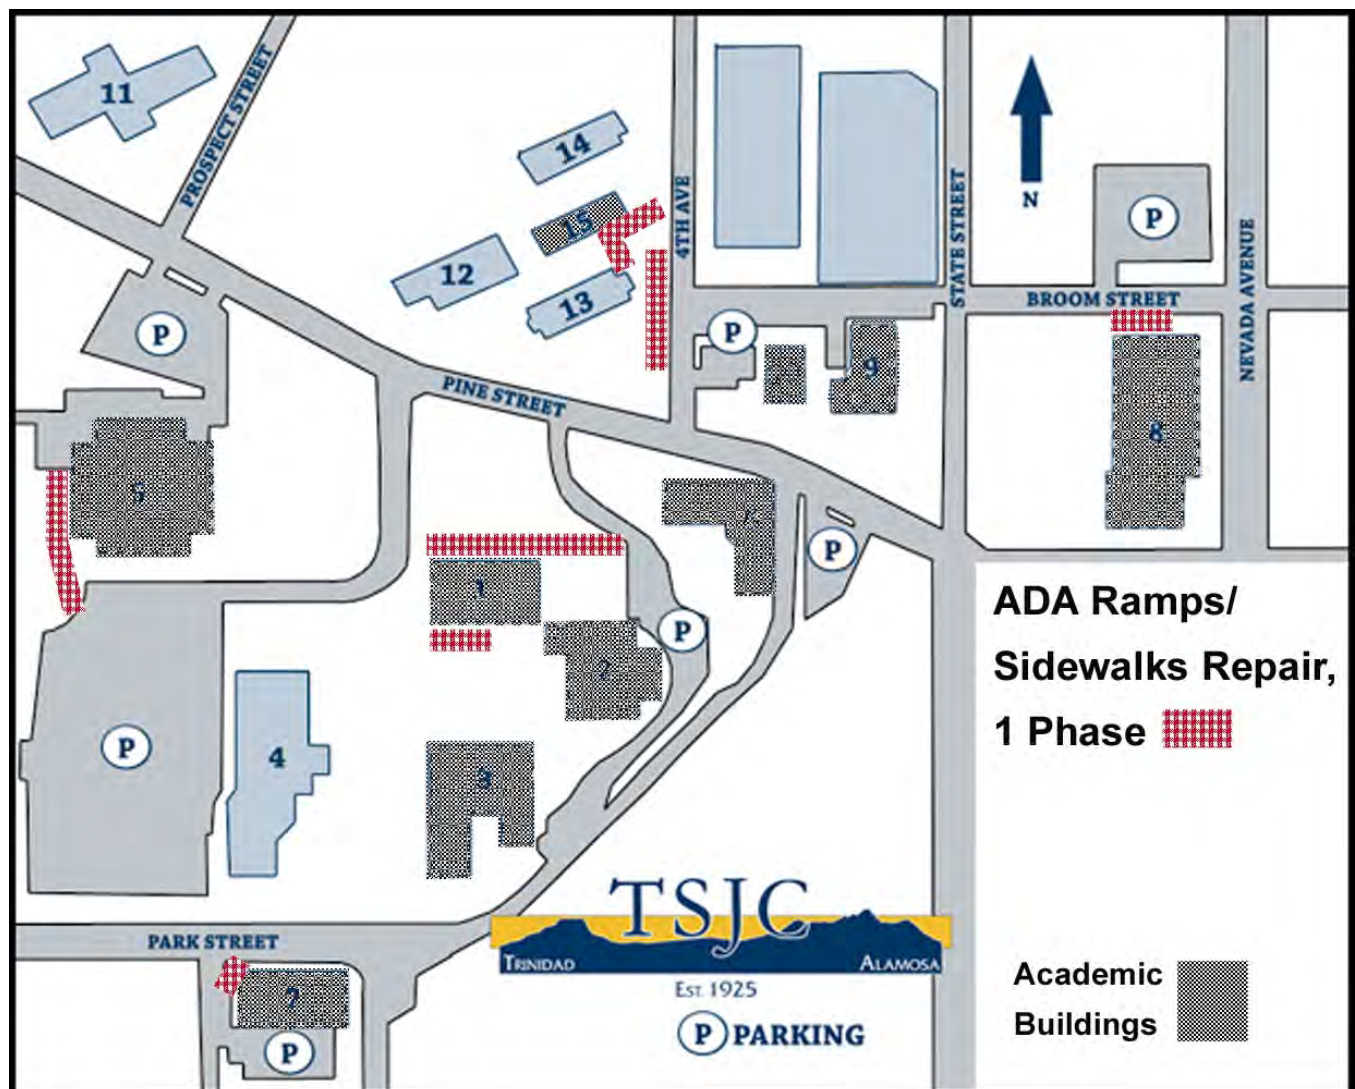 11
PROSPECT STREET
14
15
12
13
4TH AVE
STATE STREET
N
P
NEVADA AVENUE
BROOM STREET
P
P
9
8
PINE STREET
P
1
2
P
3
4
P
PARK STREET
P
ADA Ramps/
Sidewalks Repair,
1 Phase
TSJC
TRINIDAD
ALAMOSA
EST. 1925
P PARKING
Academic
Buildings